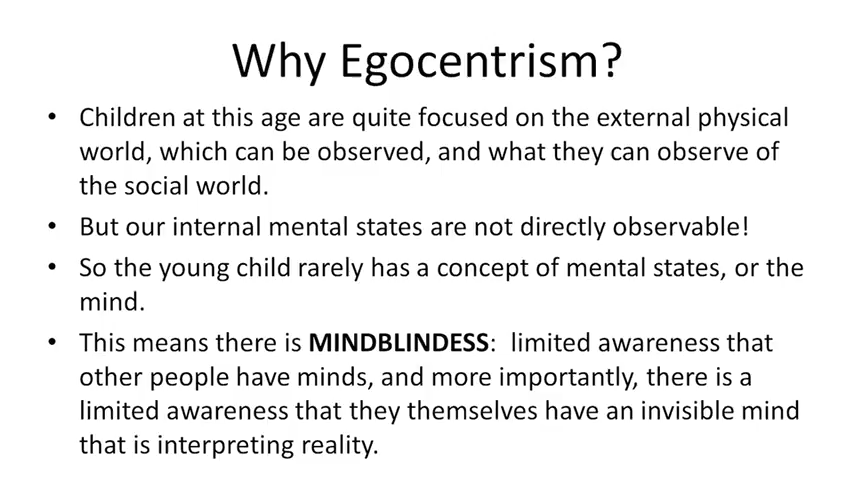 Why Egocentrism?
• Children at this age are quite focused on the external physical
world, which can be observed, and what they can observe of
the social world.
• But our internal mental states are not directly observable!
• So the young child rarely has a concept of mental states, or the
mind.
• This means there is MINDBLINDESS:  limited awareness that
other people have minds, and more importantly, there is a
limited awareness that they themselves have an invisible mind
that is interpreting reality.